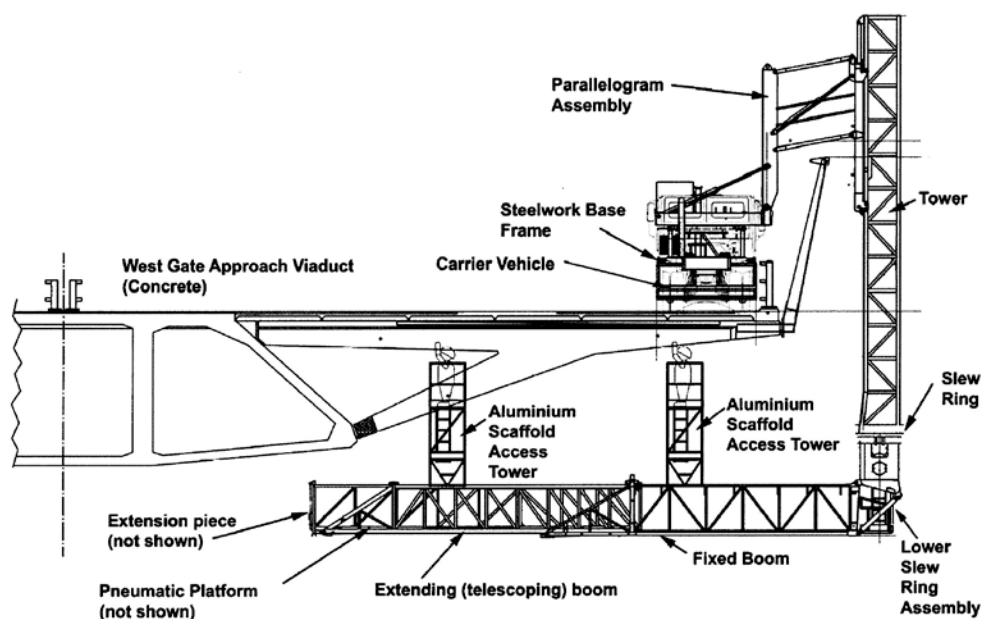 Parallelogram
Assembly
Steelwork Base
Frame
Tower
West Gate Approach Viaduct
(Concrete)
Carrier Vehicle
Slew
Ring
Aluminium
Scaffold
Access
Tower
Aluminium
Scaffold
Access Tower
Extension piece
(not shown)
Pneumatic Platform
(not shown)
Extending (telescoping) boom
Fixed Boom
Lower
Slew
Ring
Assembly